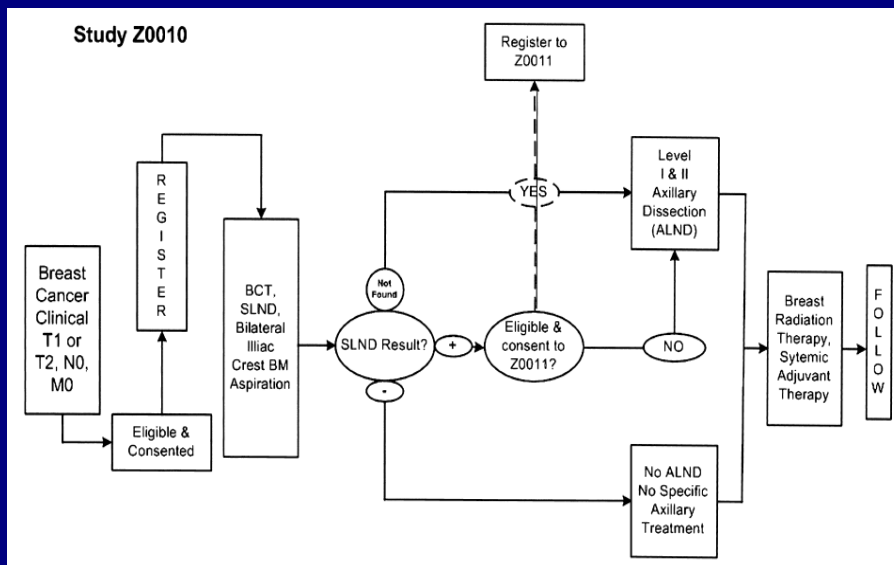 Study Z0010
Register to
Z0011
REGISTER
Level
I & II
Axillary
Dissection
(ALND)
YES
Breast
Cancer
Clinical
T1 or
T2, N0,
M0
Eligible &
Consented
BCT,
SLND,
Bilateral
Illiac
Crest BM
Aspiration
Not
Found
SLND Result?
+
-
Eligible &
consent to
Z0011?
NO
No ALND
No Specific
Axillary
Treatment
Breast
Radiation
Therapy,
Sytemic
Adjuvant
Therapy
FOLLOW